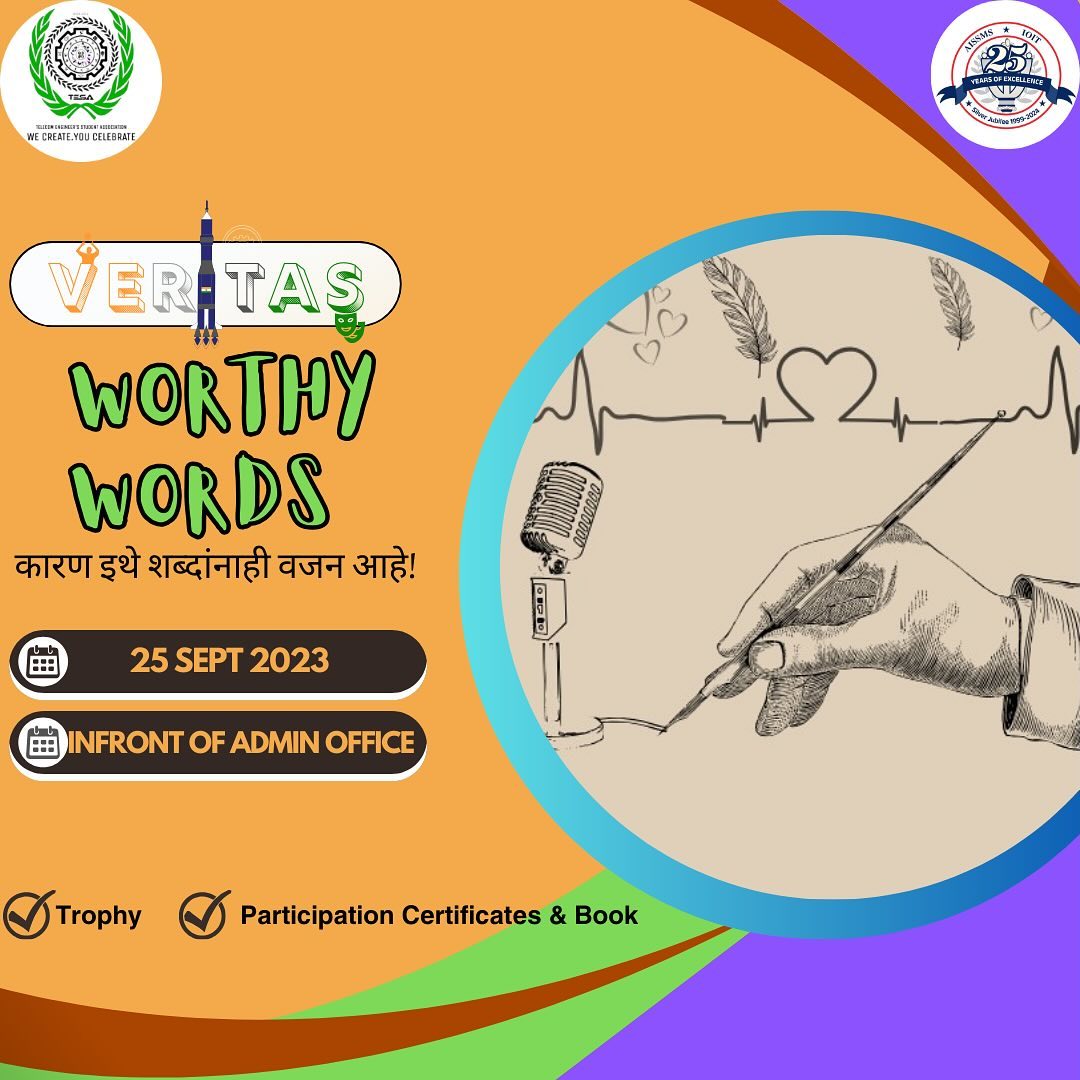 TESA
TELECOM ENGINEER'S STUDENT ASSOCIATION
WE CREATE.YOU CELEBRATE
AISSMS ★ IOIT
25
YEARS OF EXCELLENCE
Silver Jubilee 1999-2024
VERITAS
WORTHY
WORDS
कारण इथे शब्दांनाही वजन आहे!
25 SEPT 2023
INFRONT OF ADMIN OFFICE
Trophy
Participation Certificates & Book